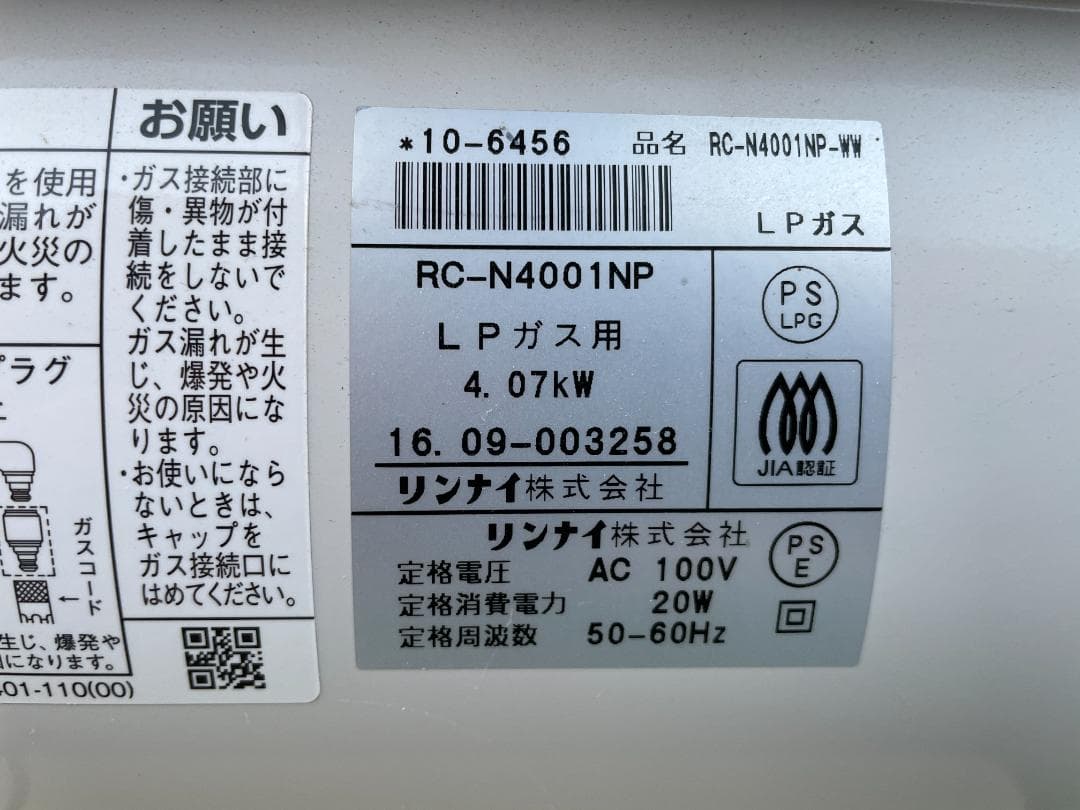 を使用
漏れが
火災の
ます。
プラグ
ガスコード
生じ、爆発や
になります。
01-110(00)
お願い
・ガス接続部に
傷・異物が付
着したまま接
続をしないで
ください。
ガス漏れが生
じ、爆発や火
災の原因にな
ります。
・お使いになら
ないときは、
キャップを
ガス接続口に
はめてください。
*10-6456 品名 RC-N4001NP-WW
LPガス
RC-N4001NP
LPガス用
4.07kW
16.09-003258
リンナイ株式会社
PS
LPG
JIA認証
リンナイ株式会社
定格電圧 AC 100V
定格消費電力 20W
定格周波数 50-60Hz
PS
E